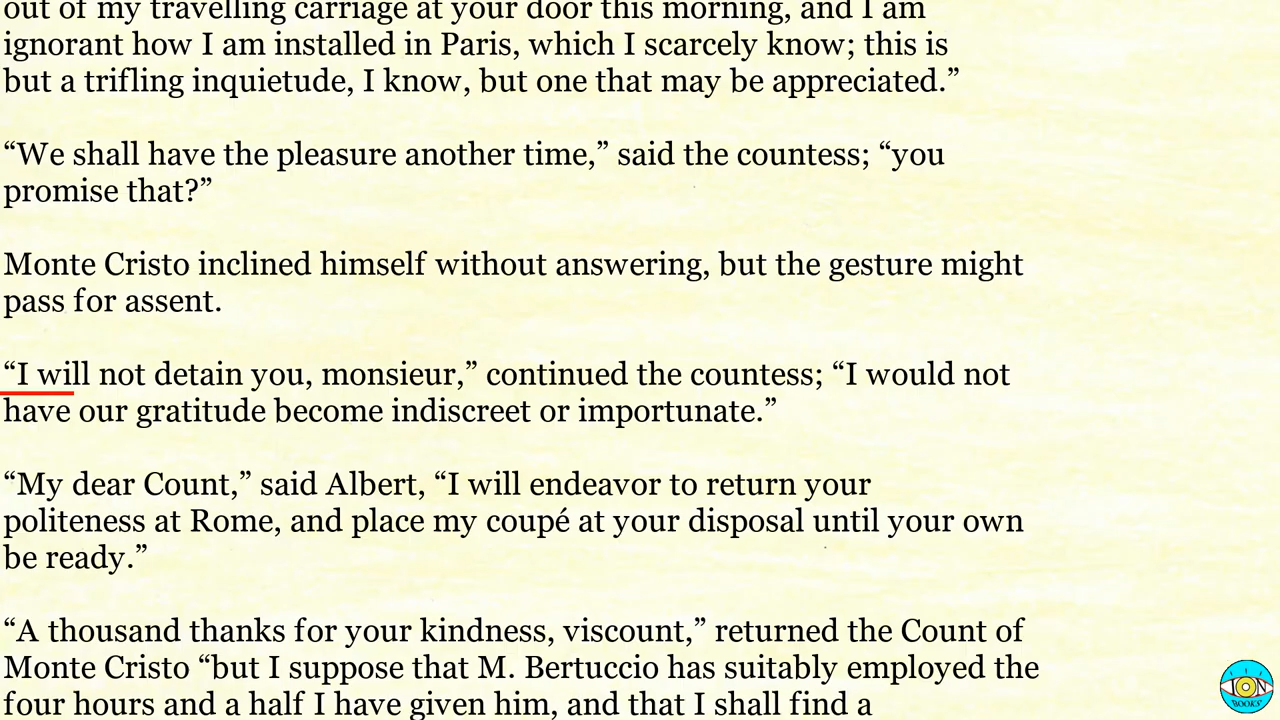 out of my travelling carriage at your door this morning, and I am
ignorant how I am installed in Paris, which I scarcely know; this is
but a trifling inquietude, I know, but one that may be appreciated.”
“We shall have the pleasure another time,” said the countess; “you
promise that?”
Monte Cristo inclined himself without answering, but the gesture might
pass for assent.
“I will not detain you, monsieur,” continued the countess; “I would not
have our gratitude become indiscreet or importunate.”
“My dear Count,” said Albert, “I will endeavor to return your
politeness at Rome, and place my coupé at your disposal until your own
be ready.”
“A thousand thanks for your kindness, viscount,” returned the Count of
Monte Cristo “but I suppose that M. Bertuccio has suitably employed the
four hours and a half I have given him, and that I shall find a
ION
BOOKS